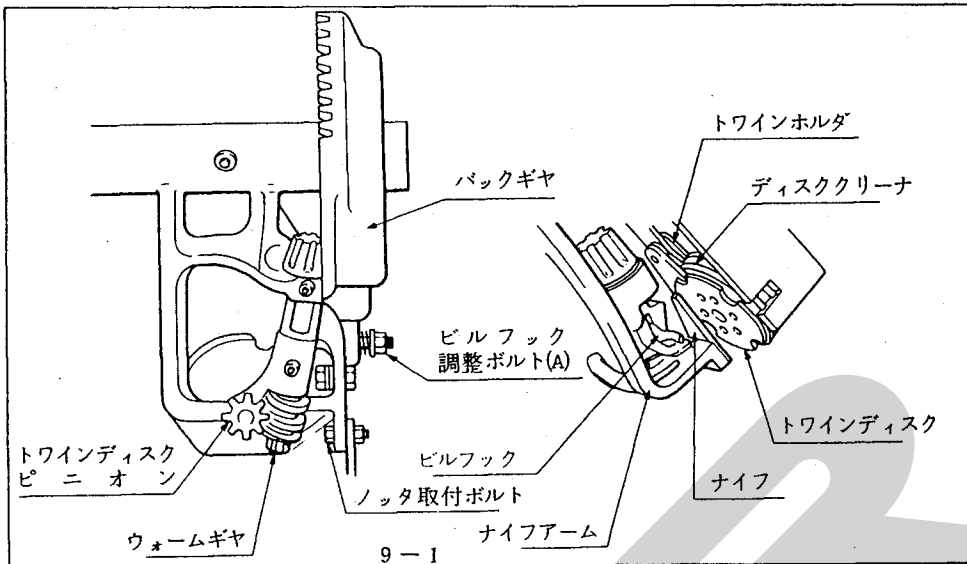 トワインホルダ
ディスククリーナ
バックギヤ
ビルフック
調整ボルト(A)
トワインディスク
ピニオン
ビルフック
トワインディスク
ナイフ
ノッタ取付ボルト
ナイフアーム
ウォームギヤ
9－1